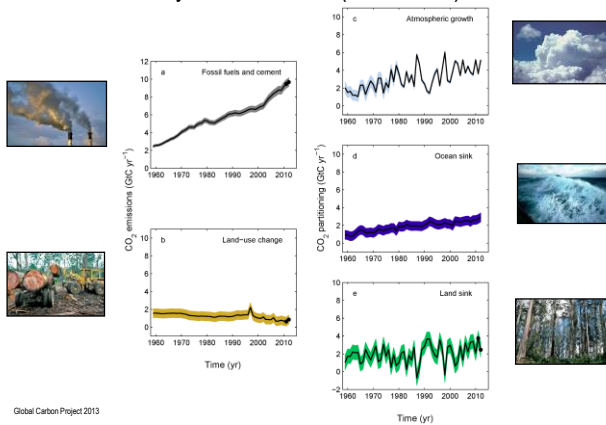 a
Fossil fuels and cement
12
10
8
6
4
2
0
1960 1970 1980 1990 2000 2010
CO2 emissions (GtC yr−1)
b
Land−use change
10
8
6
4
2
0
1960 1970 1980 1990 2000 2010
Time (yr)
c
Atmospheric growth
10
8
6
4
2
0
1960 1970 1980 1990 2000 2010
CO2 partitioning (GtC yr−1)
d
Ocean sink
10
8
6
4
2
0
1960 1970 1980 1990 2000 2010
e
Land sink
10
8
6
4
2
0
−2
1960 1970 1980 1990 2000 2010
Time (yr)
Global Carbon Project 2013